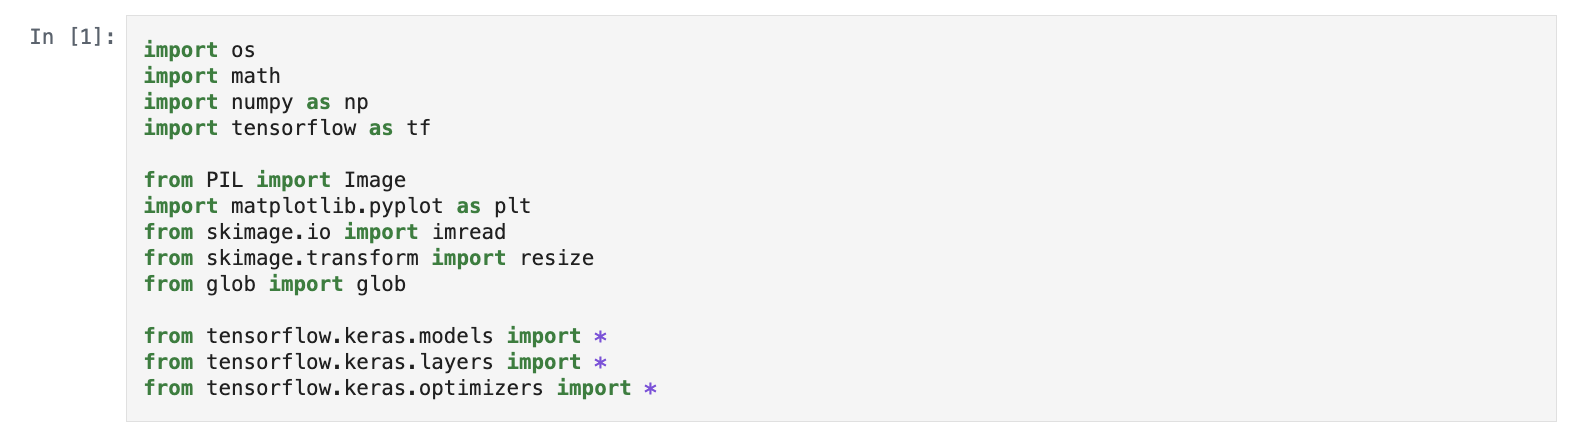 In [1]:
import os
import math
import numpy as np
import tensorflow as tf
from PIL import Image
import matplotlib.pyplot as plt
from skimage.io import imread
from skimage.transform import resize
from glob import glob
from tensorflow.keras.models import *
from tensorflow.keras.layers import *
from tensorflow.keras.optimizers import *